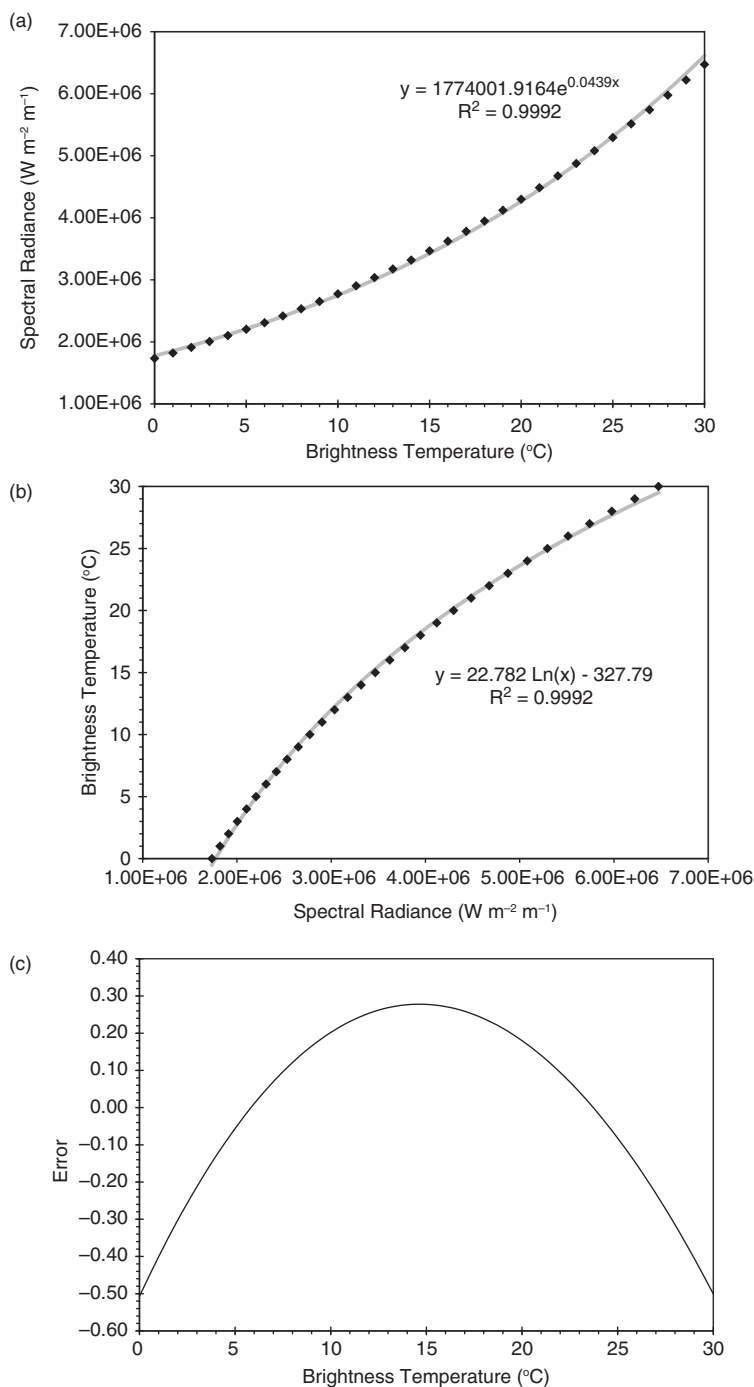 (a)
7.00E+06
6.00E+06
5.00E+06
4.00E+06
3.00E+06
2.00E+06
1.00E+06
Spectral Radiance (W m⁻² m⁻¹)
y = 1774001.9164e^0.0439x
R² = 0.9992
0 5 10 15 20 25 30
Brightness Temperature (°C)
(b)
30
25
20
15
10
5
0
Brightness Temperature (°C)
y = 22.782 Ln(x) - 327.79
R² = 0.9992
1.00E+06 2.00E+06 3.00E+06 4.00E+06 5.00E+06 6.00E+06 7.00E+06
Spectral Radiance (W m⁻² m⁻¹)
(c)
0.40
0.30
0.20
0.10
0.00
−0.10
−0.20
−0.30
−0.40
−0.50
−0.60
Error
0 5 10 15 20 25 30
Brightness Temperature (°C)